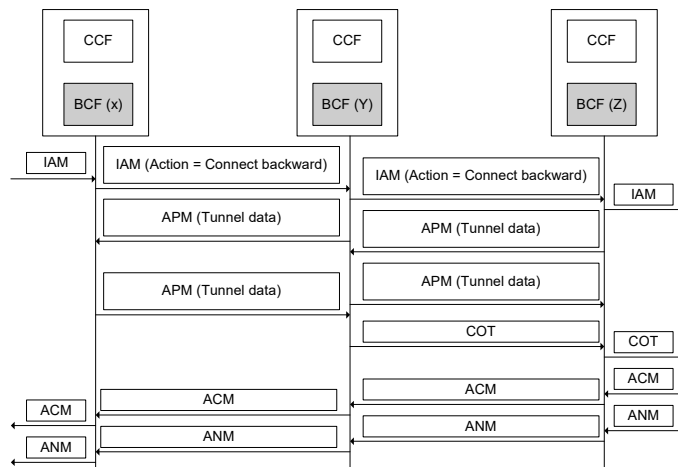 CCF
CCF
CCF
BCF (x)
BCF (Y)
BCF (Z)
IAM
IAM (Action = Connect backward)
IAM (Action = Connect backward)
IAM
APM (Tunnel data)
APM (Tunnel data)
APM (Tunnel data)
APM (Tunnel data)
COT
COT
ACM
ACM
ACM
ACM
ANM
ANM
ANM
ANM